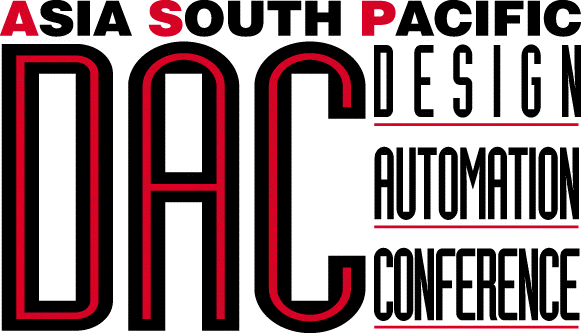 ASIA SOUTH PACIFIC
DAC
DESIGN
AUTOMATION
CONFERENCE